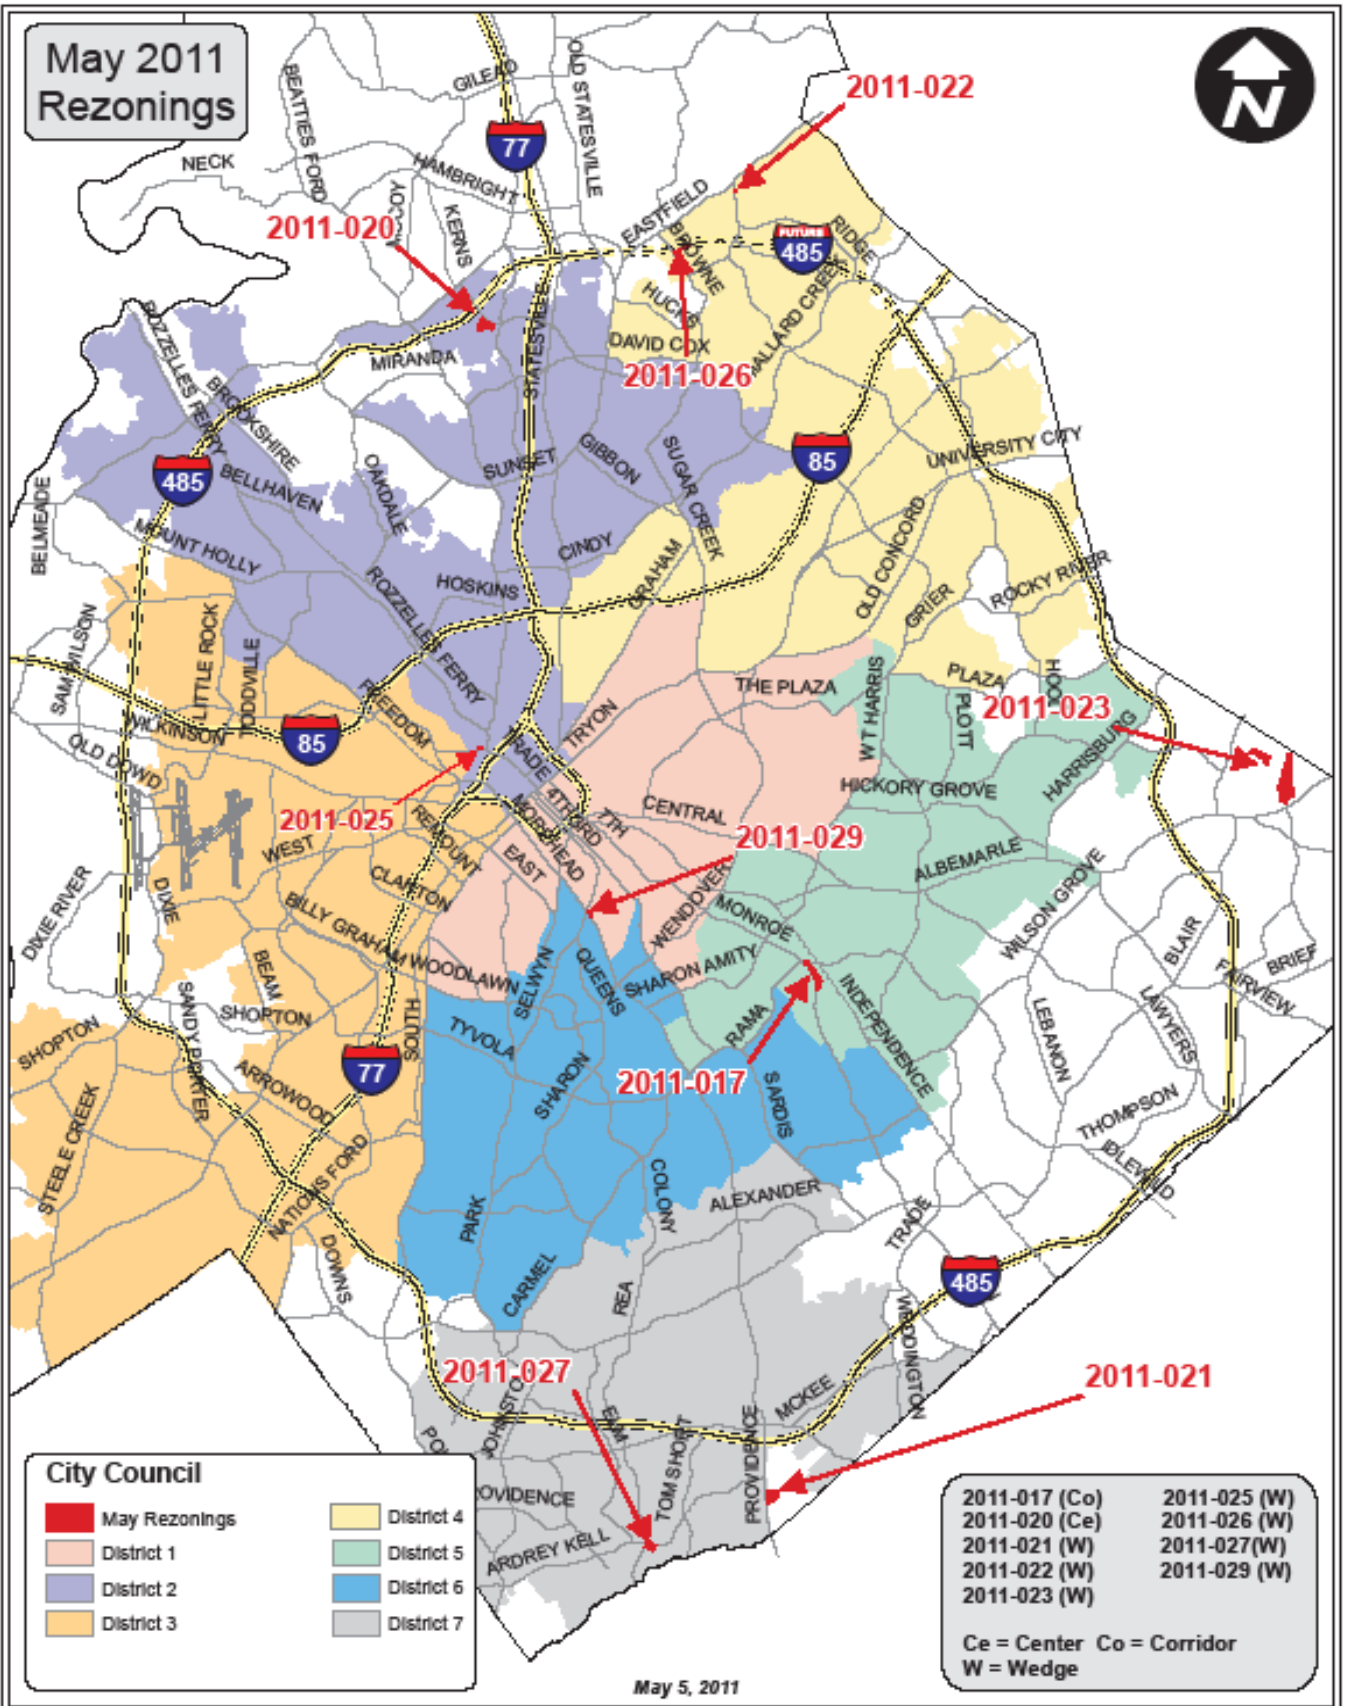 May 2011
Rezonings
N
GILEAD
BEATTIES FORD
OLD STATESVILLE
2011-022
77
NECK
HAMBRIGHT
KERNS
EASTFIELD
2011-020
BROWNE
RIDGE
FUTURE
485
HUCKS
MALLARD CREEK
DAVID COX
STATESVILLE
MIRANDA
2011-026
ROZZELLES FERRY
BROOKSHIRE
UNIVERSITY CITY
85
SUNSET
GIBBON
SUGAR CREEK
485
BELLHAVEN
OAKDALE
BELMEADE
MOUNT HOLLY
CINDY
OLD CONCORD
GRAHAM
HOSKINS
ROZZELLES FERRY
GRIER
ROCKY RIVER
SAM WILSON
LITTLE ROCK
TODDVILLE
THE PLAZA
WT HARRIS
PLAZA
HOOD
PLOTT
2011-023
FREEDOM
WILKINSON
85
TRYON
HARRISBURG
OLD DOWD
TRADE
4TH
7TH
HICKORY GROVE
2011-025
MOREHEAD
CENTRAL
2011-029
REMOUNT
WEST
EAST
ALBEMARLE
CLANTON
WENDOVER
WILSON GROVE
DIXIE RIVER
DIXIE
BILLY GRAHAM
WOODLAWN
MONROE
BLAIR
BRIEF
FAIRVIEW
BEAM
SELWYN
QUEENS
SHARON AMITY
INDEPENDENCE
LEBANON
LAWYERS
SHOPTON
SANDY PORTER
SHOPTON
SOUTH
TYVOLA
RAMA
77
2011-017
ARROWOOD
SHARON
SARDIS
STEELE CREEK
THOMPSON
IDLEWILD
NATIONS FORD
PARK
COLONY
ALEXANDER
TRADE
DOWNS
CARMEL
REA
485
WEDDINGTON
2011-027
2011-021
MCKEE
ELM
TOM SHORT
PROVIDENCE
ARDREY KELL
City Council
May Rezonings
District 1
District 2
District 3
District 4
District 5
District 6
District 7
2011-017 (Co)
2011-020 (Ce)
2011-021 (W)
2011-022 (W)
2011-023 (W)
2011-025 (W)
2011-026 (W)
2011-027(W)
2011-029 (W)
Ce = Center Co = Corridor
W = Wedge
May 5, 2011